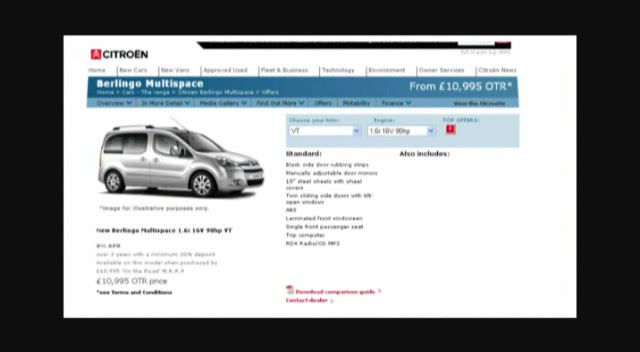 CITROËN
Home New Cars New Vans Approved Used Fleet & Business Technology Environment Owner Services Citroën News
Berlingo Multispace
From £10,995 OTR*
Home > Cars - The range > Citroen Berlingo Multispace > Offers
Overview In More Detail Media Gallery Find Out More Offers Motability Finance View the Microsite
Choose your trim: Engine: TOP OFFERS:
VT 1.6i 16V 90hp
Standard:
Also includes:
Black side door rubbing strips
Manually adjustable door mirrors
15" steel wheels with wheel
covers
Twin sliding side doors with
open windows
ABS
Laminated front windscreen
Single front passenger seat
Trip computer
RD4 Radio/CD MP3
*Image for illustrative purposes only.
New Berlingo Multispace 1.6i 16V 90hp VT
APR
over 3 years with a minimum 20% deposit
Available on this model when purchased by
£10,995 'On the Road' M.R.R.P
£10,995 OTR price
*see Terms and Conditions
Download comparison guide >
Contact dealer >